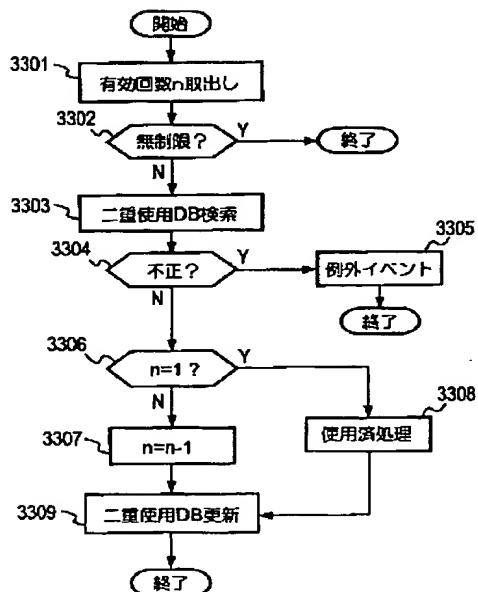 開始
3301
有効回数n取出し
3302
無制限？
Y
終了
N
3303
二重使用DB検索
3304
不正？
Y
3305
例外イベント
終了
N
3306
n=1？
Y
N
3307
n=n-1
3308
使用済処理
3309
二重使用DB更新
終了